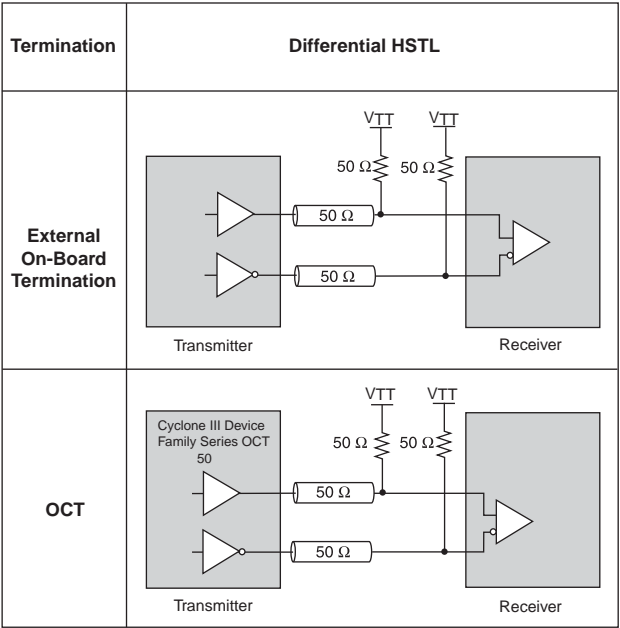 Termination
Differential HSTL
External
On-Board
Termination
VTT
VTT
50 Ω
50 Ω
50 Ω
50 Ω
Transmitter
Receiver
OCT
Cyclone III Device
Family Series OCT
50
VTT
VTT
50 Ω
50 Ω
50 Ω
50 Ω
Transmitter
Receiver